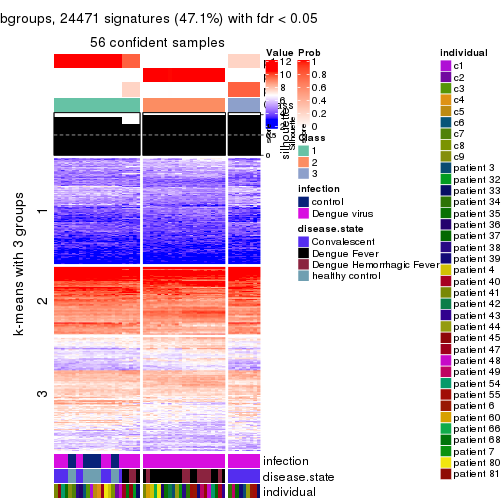 bgroups, 24471 signatures (47.1%) with fdr < 0.05
56 confident samples
k-means with 3 groups
1
2
3
silhouette
Value
12
10
8
6
Prob
1
0.8
0.6
0.4
0.2
0
Class
1
2
3
infection
control
Dengue virus
disease.state
Convalescent
Dengue Fever
Dengue Hemorrhagic Fever
healthy control
infection
disease.state
individual
individual
c1
c2
c3
c4
c5
c6
c7
c8
c9
patient 3
patient 32
patient 33
patient 34
patient 35
patient 36
patient 37
patient 38
patient 39
patient 4
patient 40
patient 41
patient 42
patient 43
patient 44
patient 45
patient 47
patient 48
patient 49
patient 54
patient 55
patient 6
patient 60
patient 66
patient 68
patient 7
patient 80
patient 81